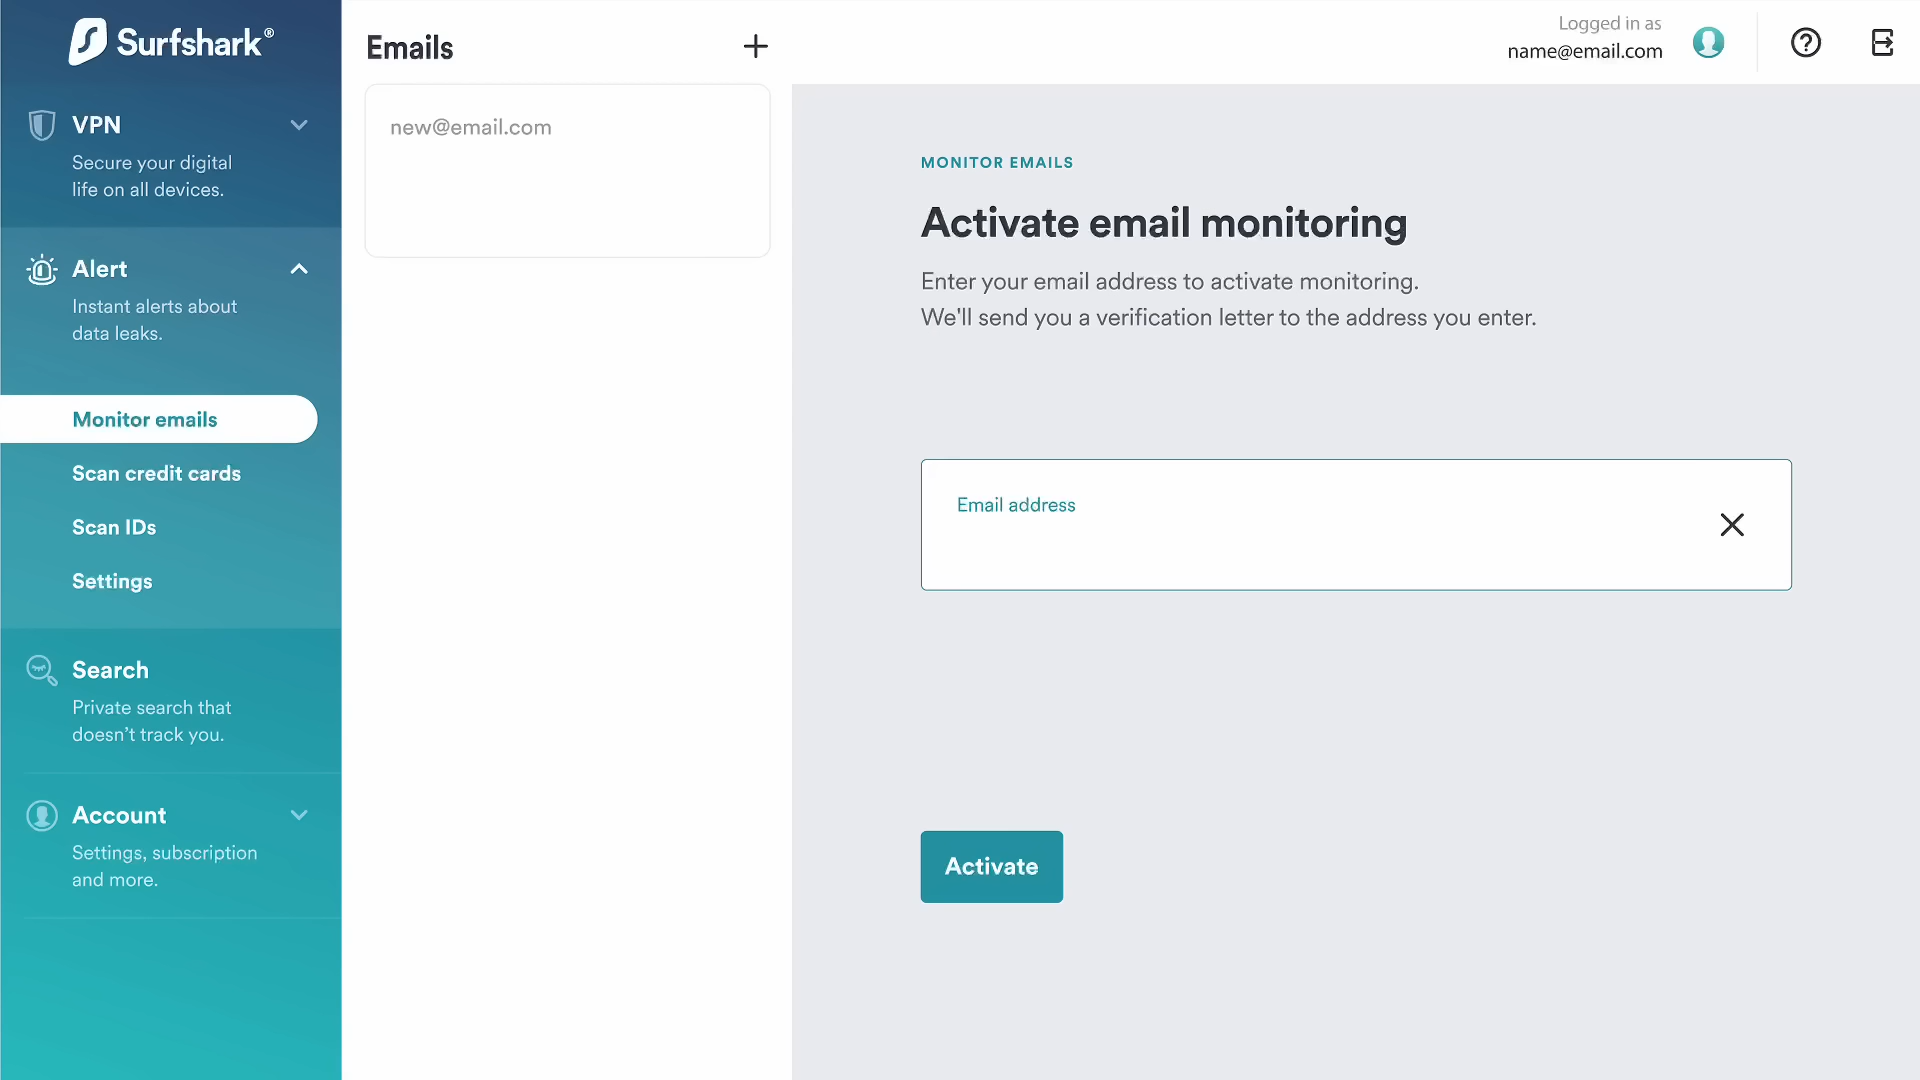 Surfshark®
VPN
Secure your digital
life on all devices.
Alert
Instant alerts about
data leaks.
Monitor emails
Scan credit cards
Scan IDs
Settings
Search
Private search that
doesn't track you.
Account
Settings, subscription
and more.
Emails
new@email.com
Logged in as
name@email.com
MONITOR EMAILS
Activate email monitoring
Enter your email address to activate monitoring.
We'll send you a verification letter to the address you enter.
Email address
Activate